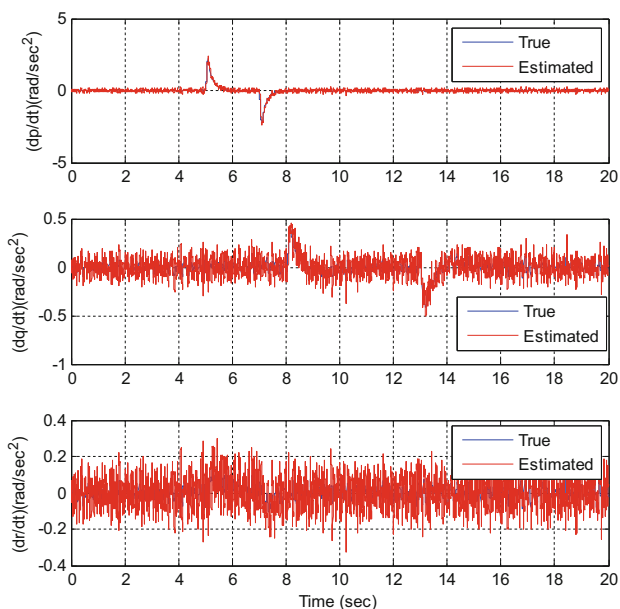 5
0
-5
(dp/dt)(rad/sec²)
True
Estimated
0 2 4 6 8 10 12 14 16 18 20
0.5
0
-0.5
-1
(dq/dt)(rad/sec²)
True
Estimated
0 2 4 6 8 10 12 14 16 18 20
0.4
0.2
0
-0.2
-0.4
(dr/dt)(rad/sec²)
True
Estimated
0 2 4 6 8 10 12 14 16 18 20
Time (sec)